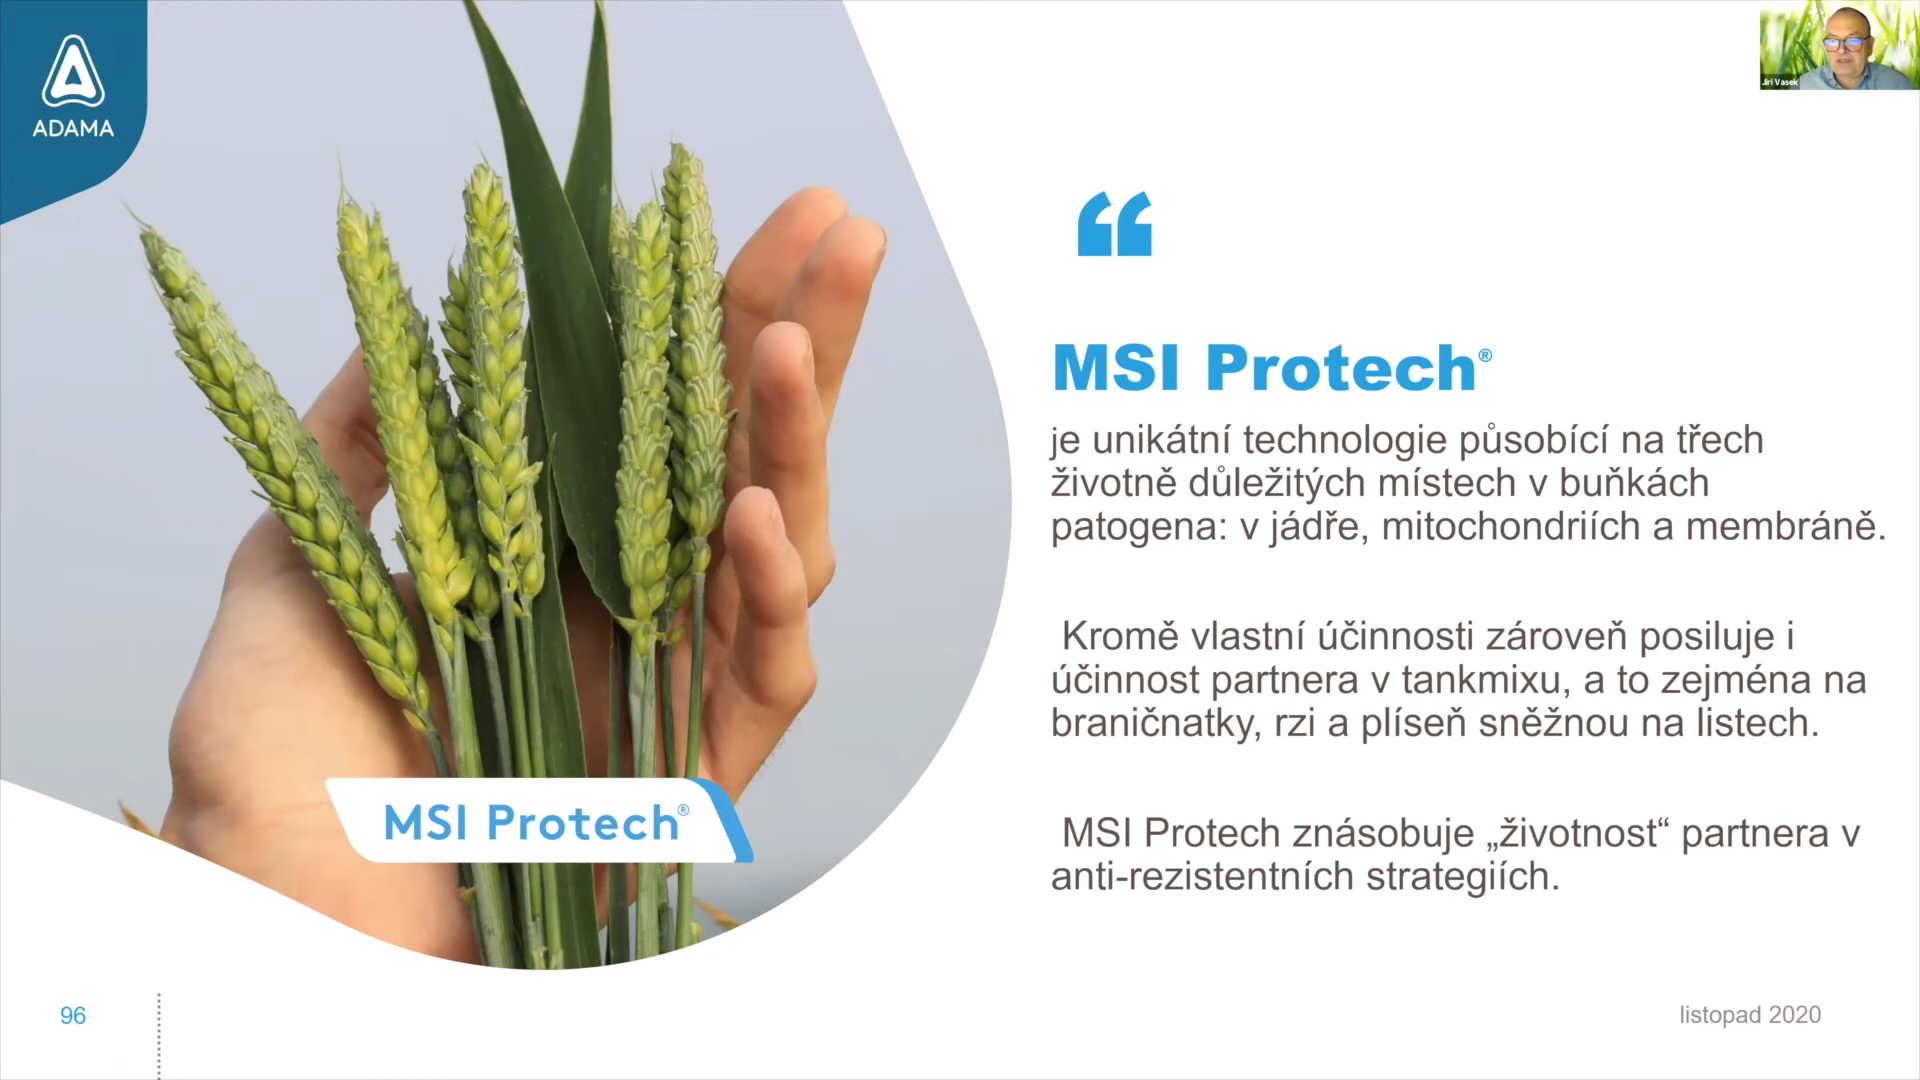 ADAMA
Jiri Vasek
“
MSI Protech®
je unikátní technologie působící na třech
životně důležitých místech v buňkách
patogena: v jádře, mitochondriích a membráně.
Kromě vlastní účinnosti zároveň posiluje i
účinnost partnera v tankmixu, a to zejména na
braničnatky, rzi a plíseň sněžnou na listech.
MSI Protech znásobuje „životnost“ partnera v
anti-rezistentních strategiích.
MSI Protech®
96
listopad 2020